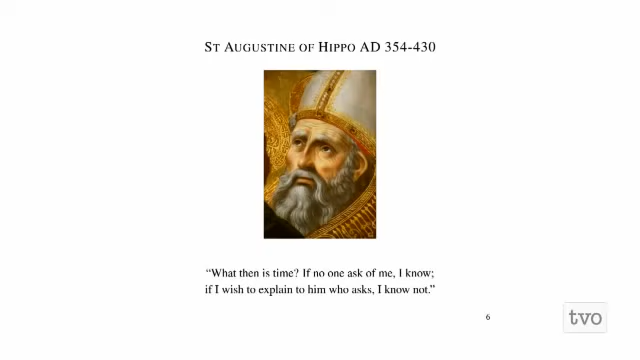 ST AUGUSTINE OF HIPPO AD 354-430
“What then is time? If no one ask of me, I know;
if I wish to explain to him who asks, I know not.”
6
tvo